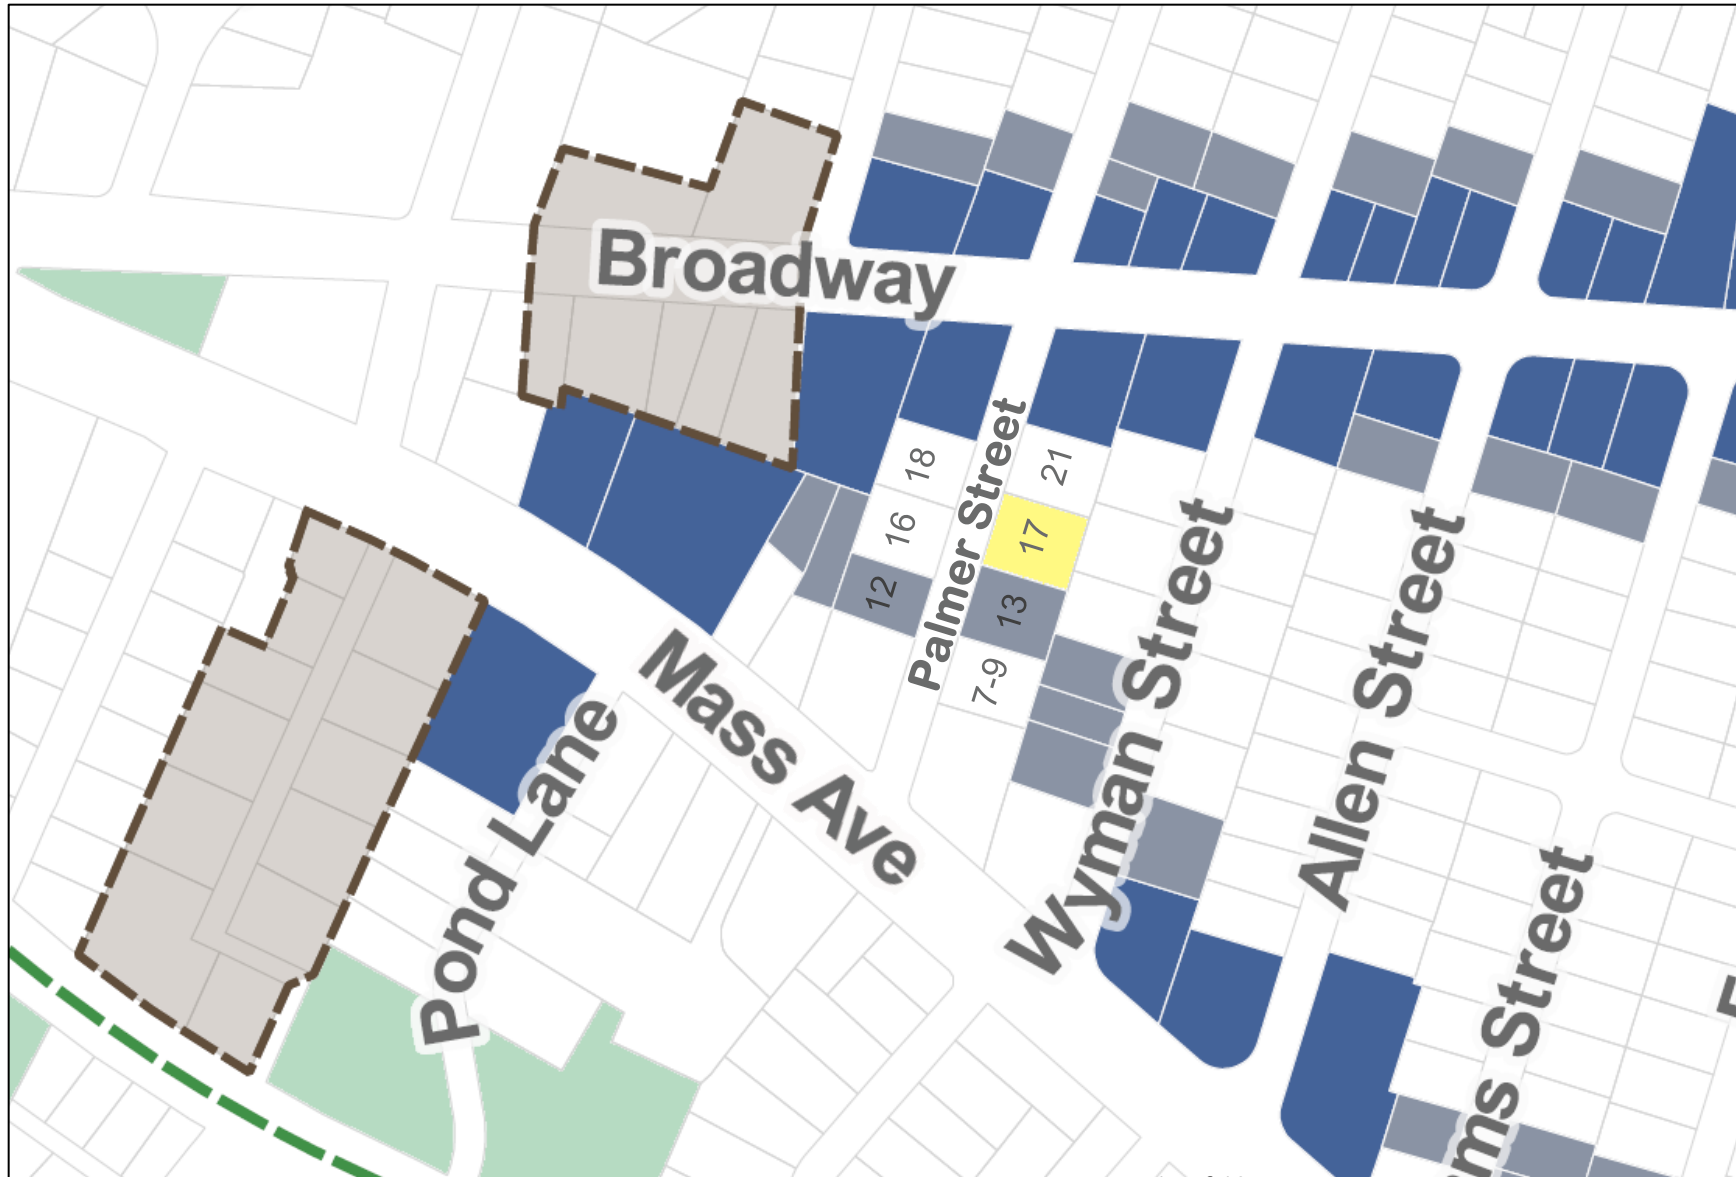 Broadway
18
21
16
17
12
13
7-9
Palmer Street
Wyman Street
Allen Street
Mass Ave
Pond Lane
Street